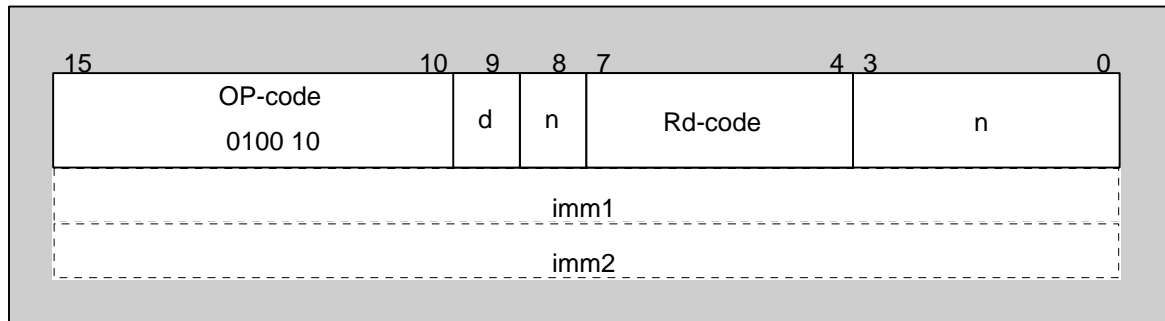 15 10 9 8 7 4 3 0
OP-code d n Rd-code n
0100 10
imm1
imm2